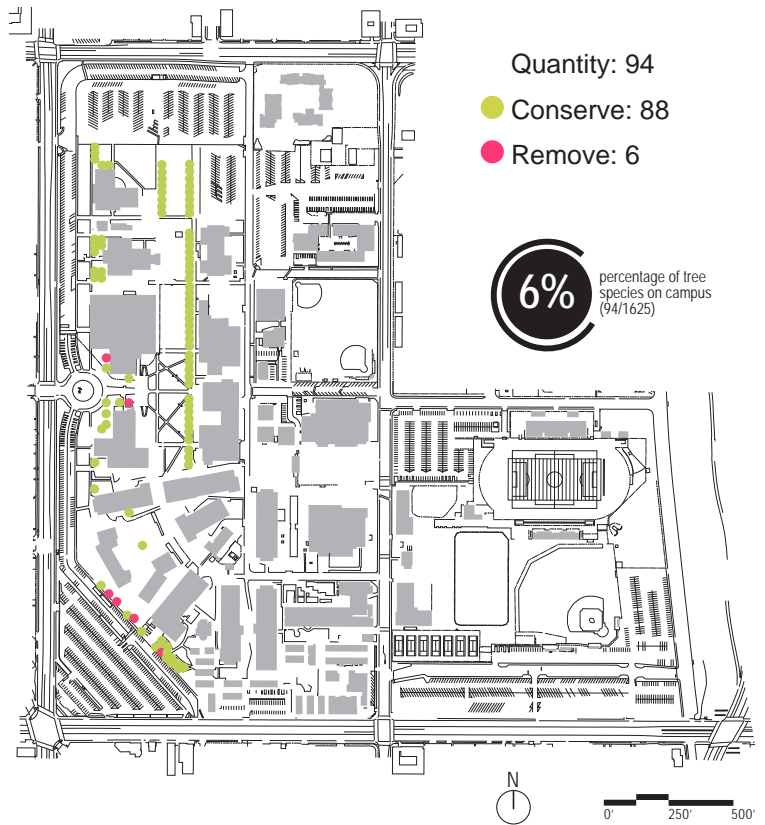 Quantity: 94
Conserve: 88
Remove: 6
6%
percentage of tree
species on campus
(94/1625)
N
0' 250' 500'